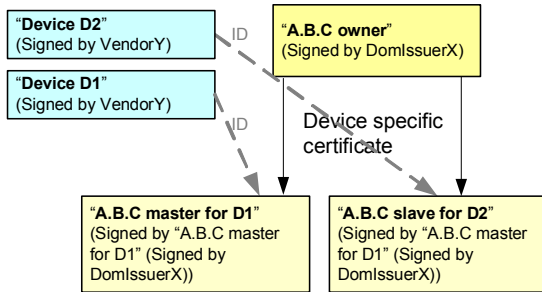 "Device D2"
(Signed by VendorY)
ID
"A.B.C owner"
(Signed by DomIssuerX)
"Device D1"
(Signed by VendorY)
ID
Device specific
certificate
"A.B.C master for D1"
(Signed by "A.B.C master
for D1" (Signed by
DomIssuerX))
"A.B.C slave for D2"
(Signed by "A.B.C master
for D1" (Signed by
DomIssuerX))